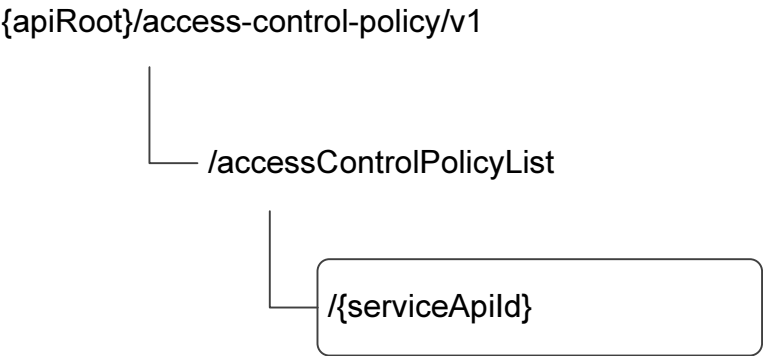 {apiRoot}/access-control-policy/v1
/accessControlPolicyList
/{serviceApiId}